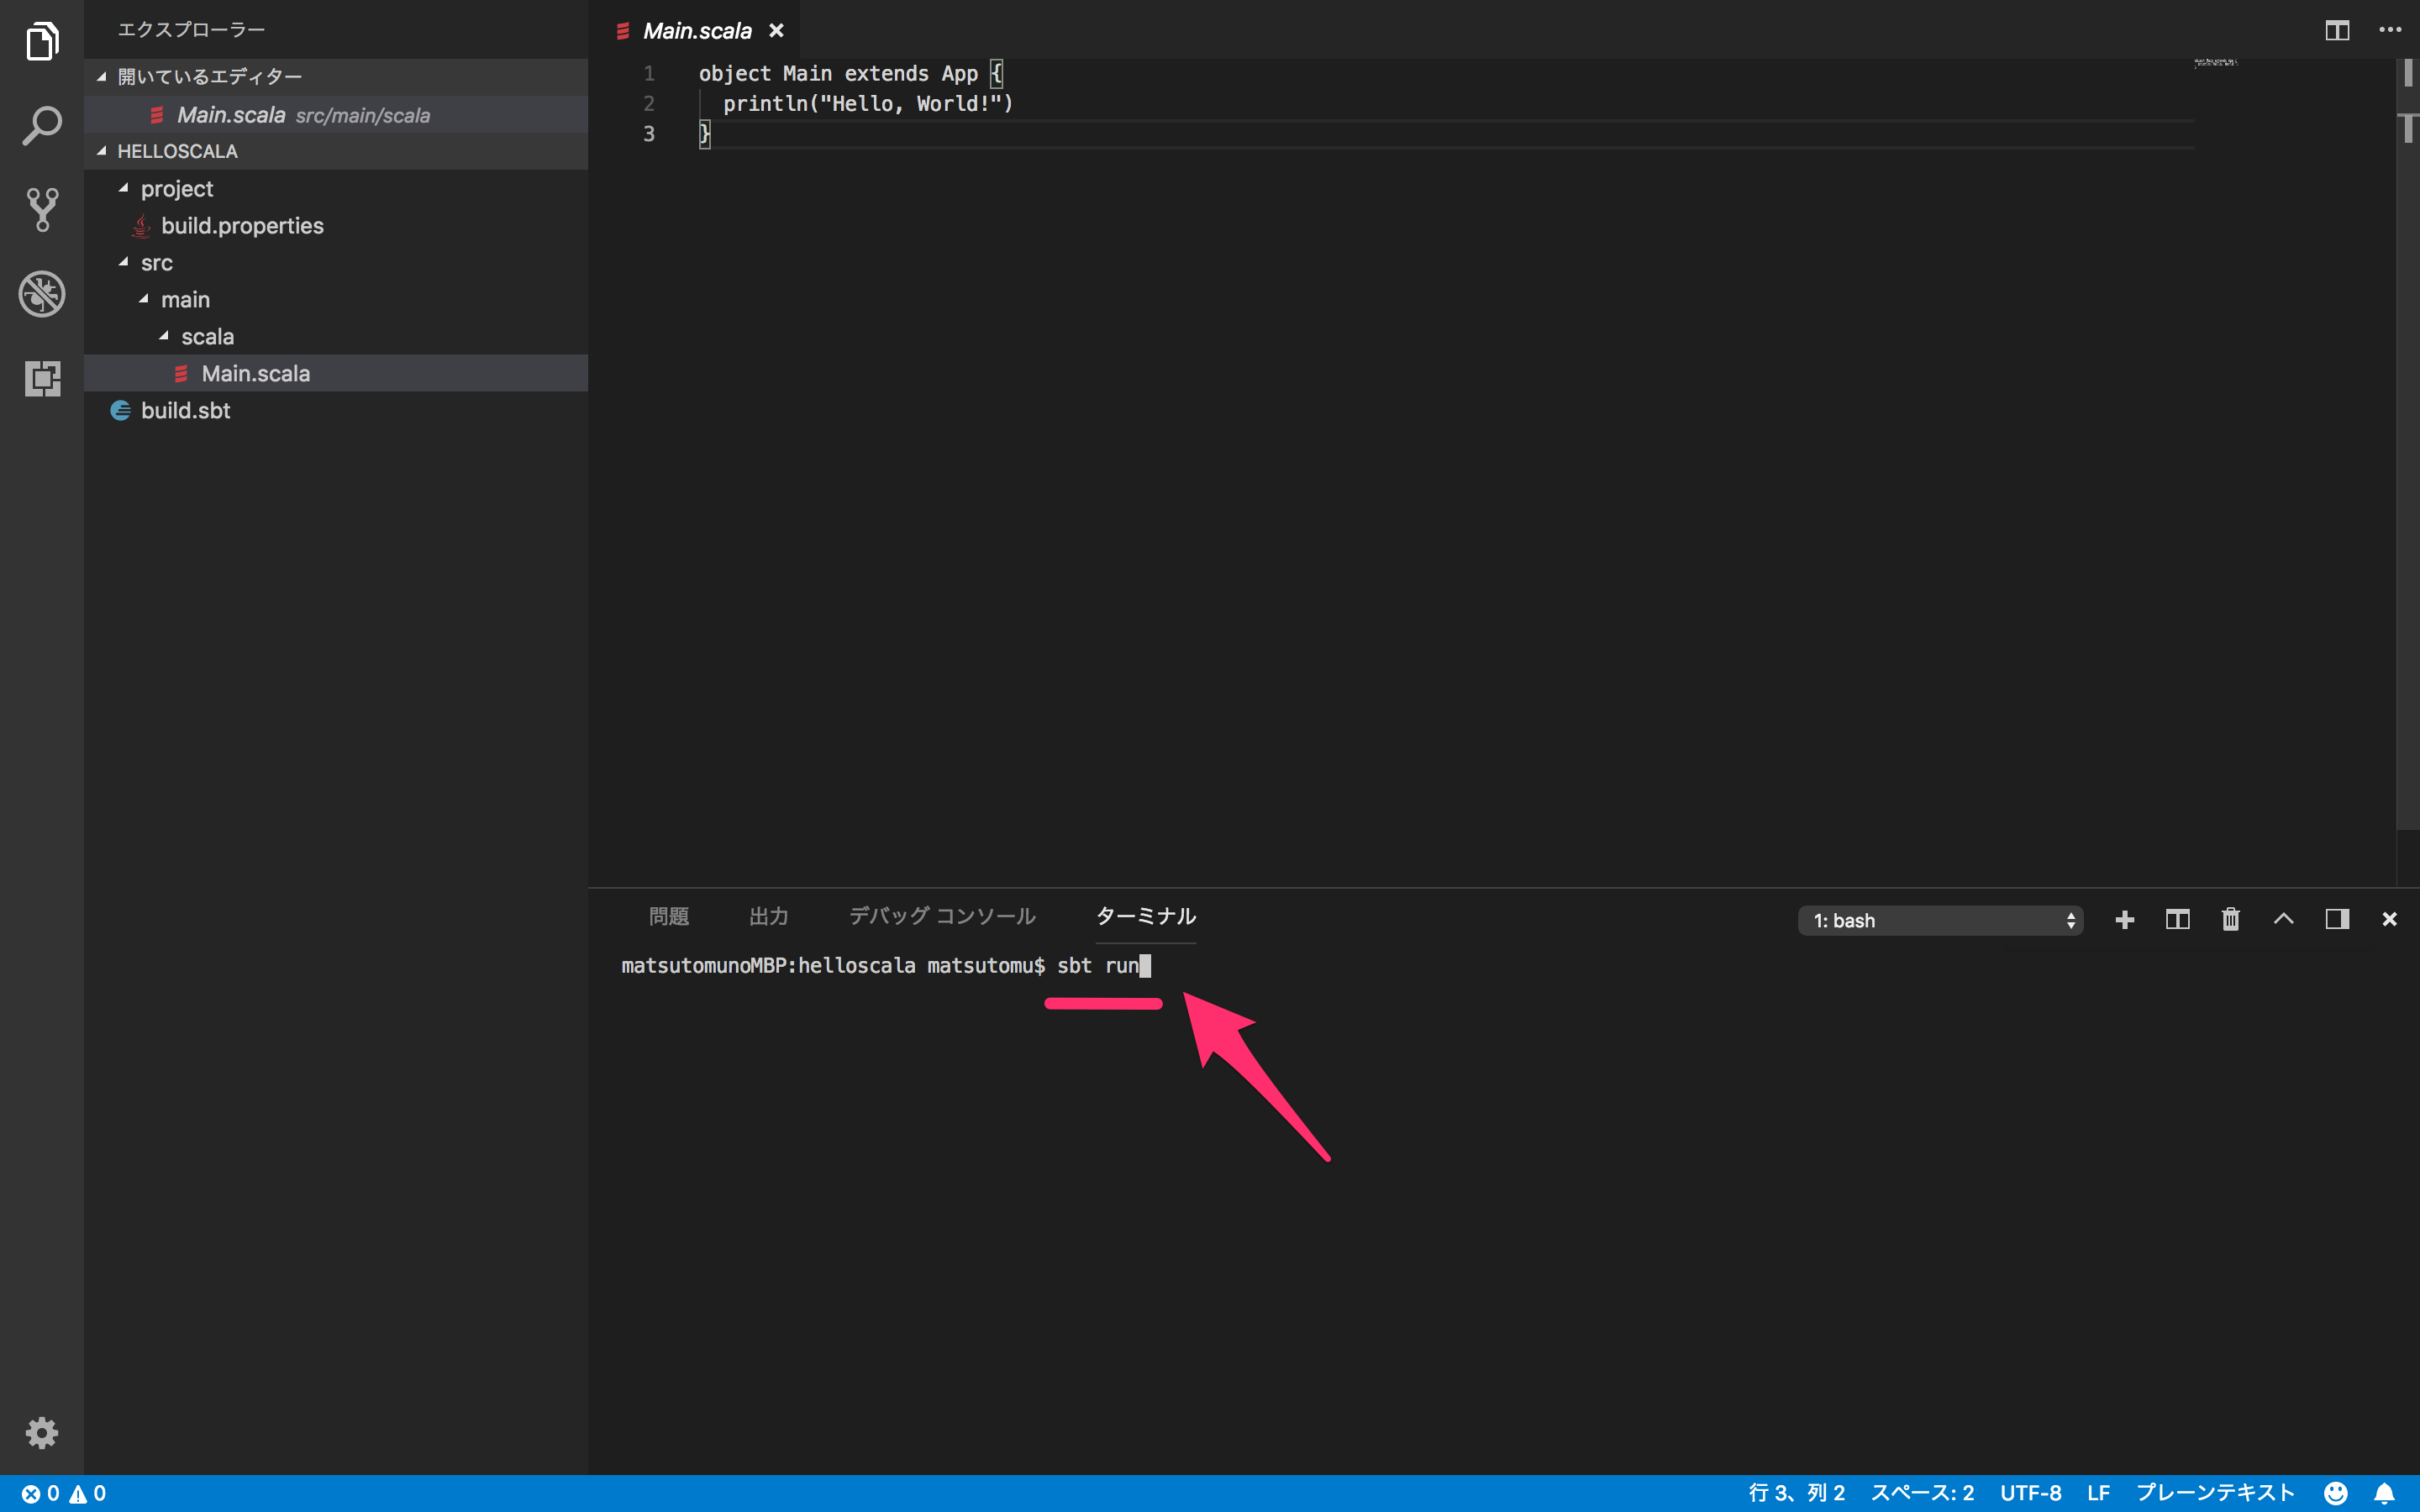 エクスプローラー
開いているエディター
Main.scala src/main/scala
HELLOSCALA
project
build.properties
src
main
scala
Main.scala
build.sbt
Main.scala
1 object Main extends App {
2 println("Hello, World!")
3 }
問題 出力 デバッグ コンソール ターミナル
1: bash
matsutomunoMBP:helloscala matsutomu$ sbt run
0 0
行 3、列 2 スペース: 2 UTF-8 LF プレーンテキスト